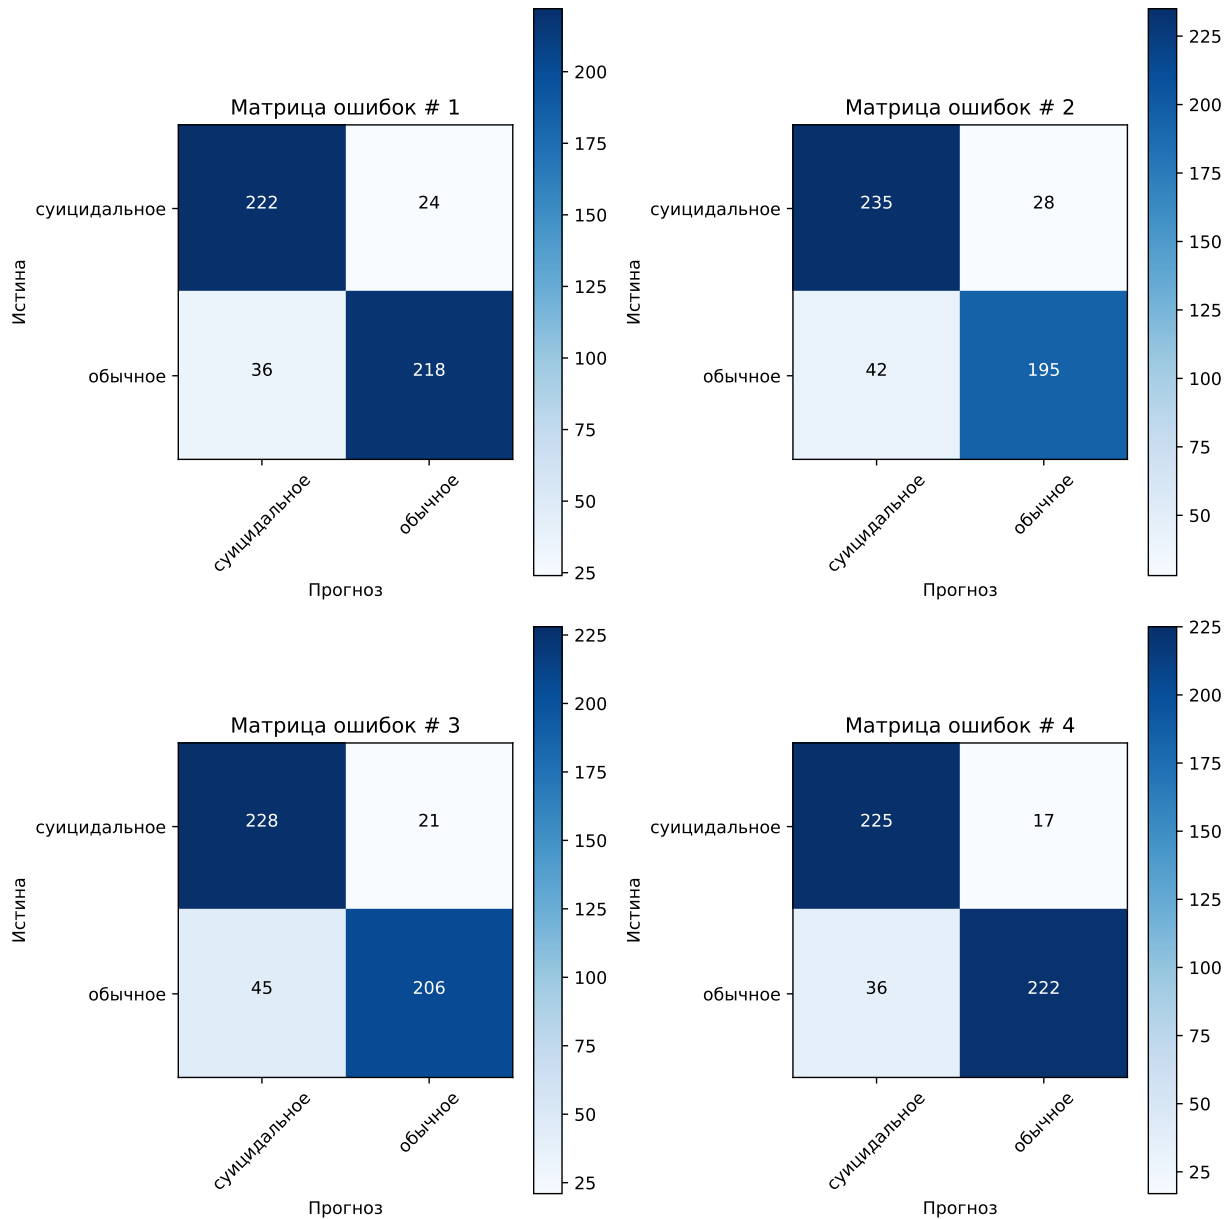 Матрица ошибок # 1
суицидальное
обычное
222
24
36
218
суицидальное
обычное
Истина
Прогноз
200
175
150
125
100
75
50
25
Матрица ошибок # 2
суицидальное
обычное
235
28
42
195
суицидальное
обычное
Истина
Прогноз
225
200
175
150
125
100
75
50
Матрица ошибок # 3
суицидальное
обычное
228
21
45
206
суицидальное
обычное
Истина
Прогноз
225
200
175
150
125
100
75
50
25
Матрица ошибок # 4
суицидальное
обычное
225
17
36
222
суицидальное
обычное
Истина
Прогноз
225
200
175
150
125
100
75
50
25